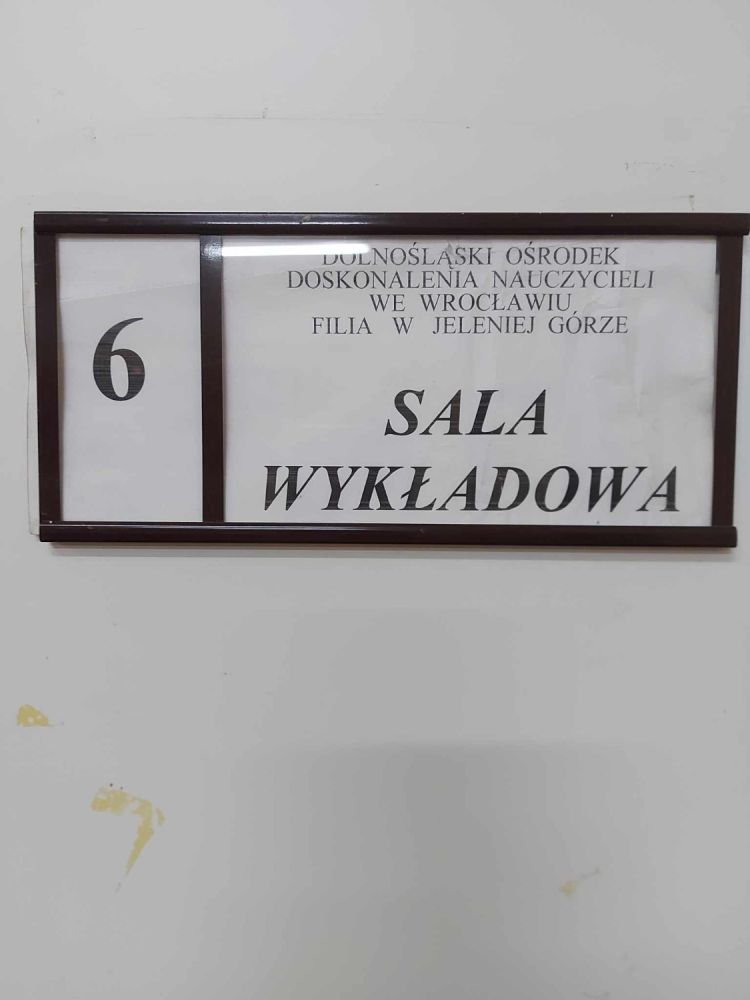 6
DOLNOŚLĄSKI OŚRODEK
DOSKONALENIA NAUCZYCIELI
WE WROCŁAWIU
FILIA W JELENIEJ GÓRZE
SALA
WYKŁADOWA